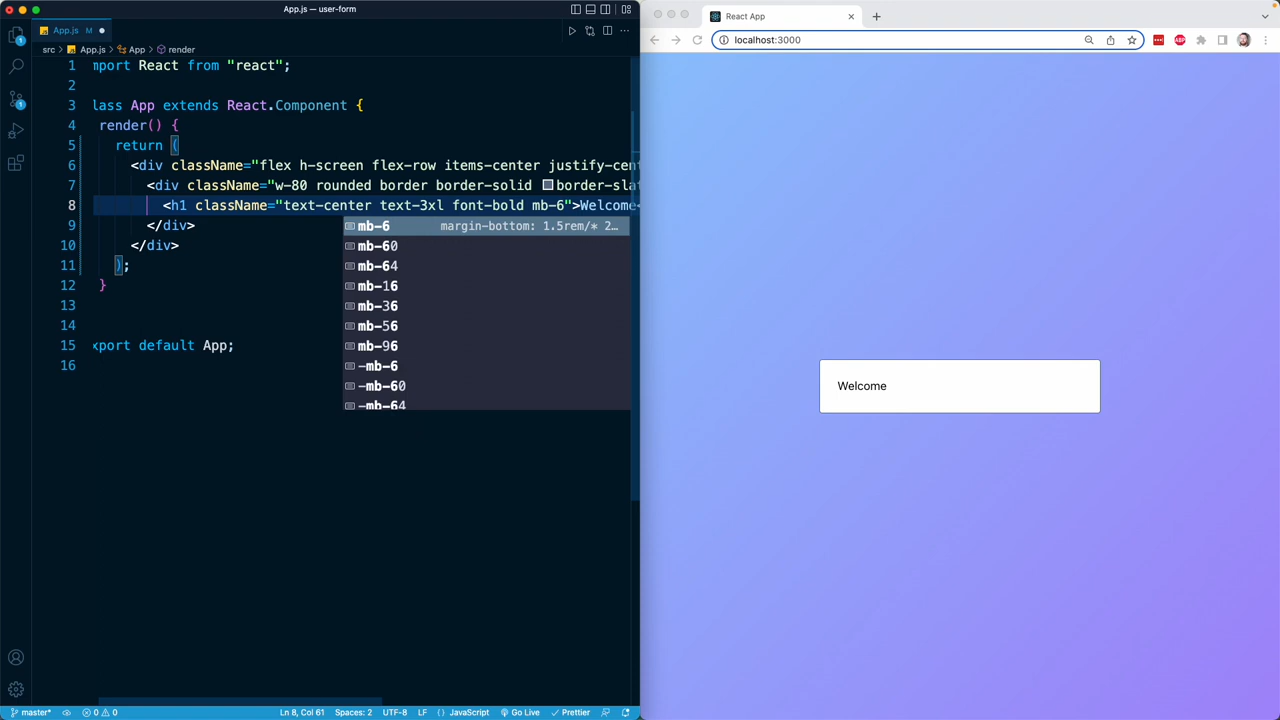 App.js — user-form
App.js M
src > App.js > App > render
1 mport React from "react";
2
3 lass App extends React.Component {
4 render() {
5 return (
6 <div className="flex h-screen flex-row items-center justify-cent
7 <div className="w-80 rounded border border-solid border-slat
8 <h1 className="text-center text-3xl font-bold mb-6">Welcome<
mb-6 margin-bottom: 1.5rem/* 2…
9 </div>
mb-60
10 </div>
mb-64
11 );
mb-16
12 }
mb-36
13
mb-56
14
mb-96
15 xport default App;
-mb-6
16
-mb-60
-mb-64
1
1
master* 0 0 Ln 8, Col 61 Spaces: 2 UTF-8 LF JavaScript Go Live Prettier
React App
localhost:3000
ABP
Welcome